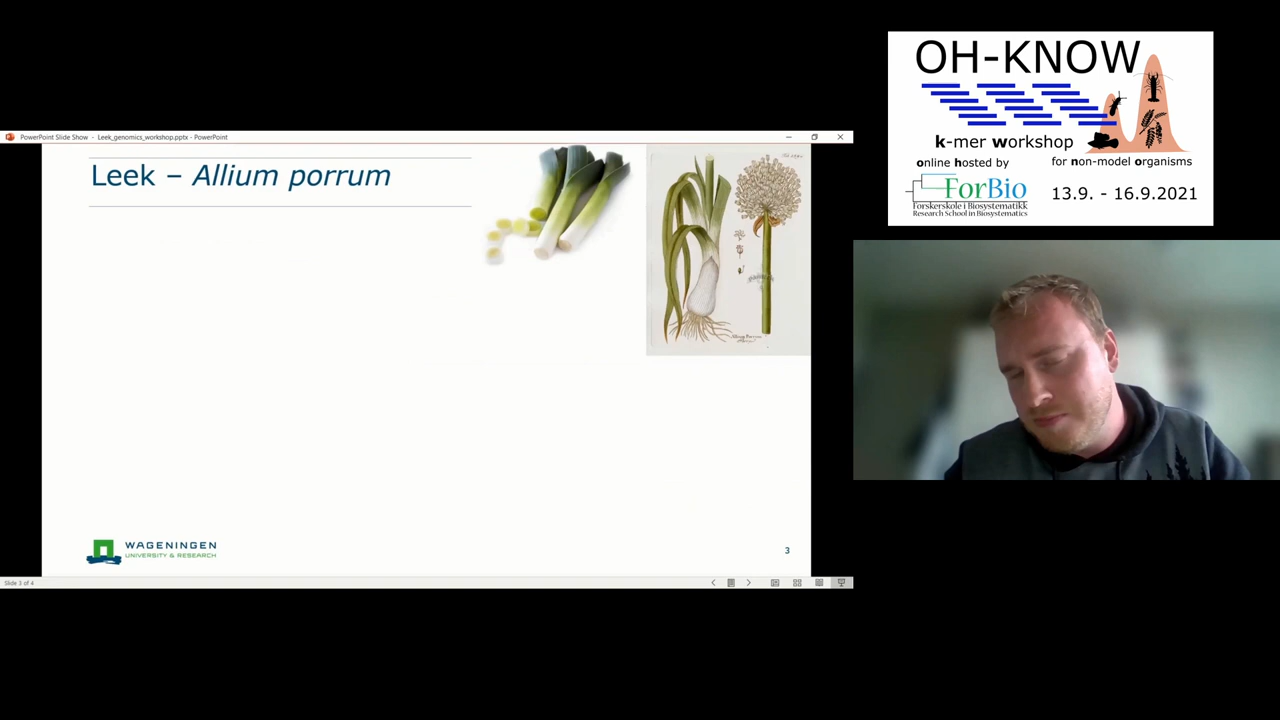 PowerPoint Slide Show - Leek_genomics_workshop.pptx - PowerPoint
Leek – Allium porrum
WAGENINGEN
UNIVERSITY & RESEARCH
3
Slide 3 of 4
OH-KNOW
k-mer workshop
online hosted by
for non-model organisms
ForBio
Forskerskole i Biosystematikk
Research School in Biosystematics
13.9. - 16.9.2021